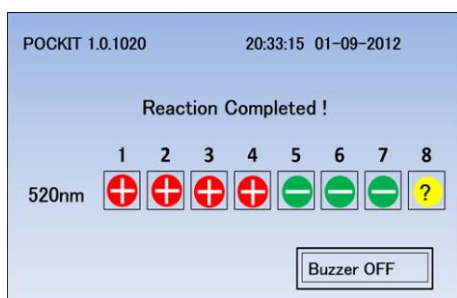 POCKIT 1.0.1020 20:33:15 01-09-2012
Reaction Completed !
1 2 3 4 5 6 7 8
520nm + + + + - - - ?
Buzzer OFF